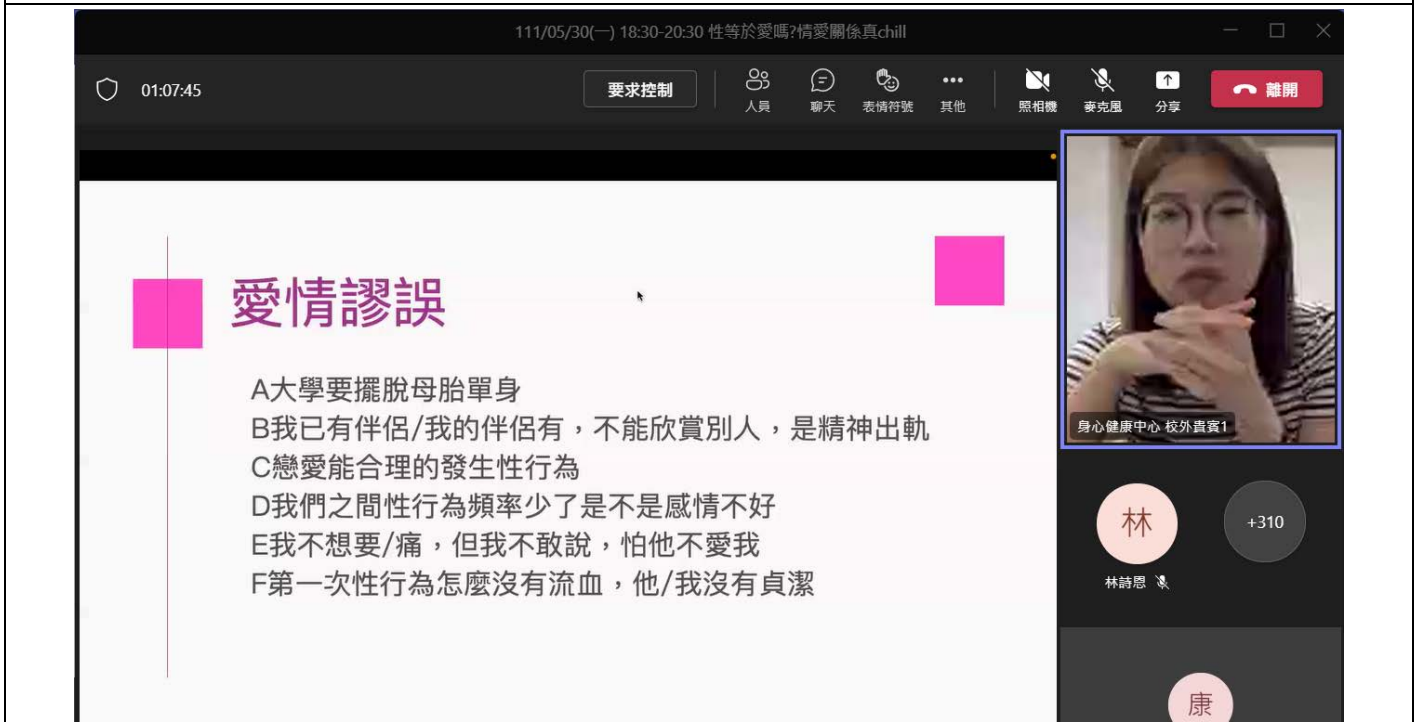 111/05/30(一) 18:30-20:30 性等於愛嗎?情愛關係真chill
01:07:45
要求控制
人員
聊天
表情符號
其他
照相機
麥克風
分享
離開
愛情謬誤
A大學要擺脫母胎單身
B我已有伴侶/我的伴侶有，不能欣賞別人，是精神出軌
C戀愛能合理的發生性行為
D我們之間性行為頻率少了是不是感情不好
E我不想要/痛，但我不敢說，怕他不愛我
F第一次性行為怎麼沒有流血，他/我沒有貞潔
身心健康中心 校外貴賓1
林
+310
林詩恩
康